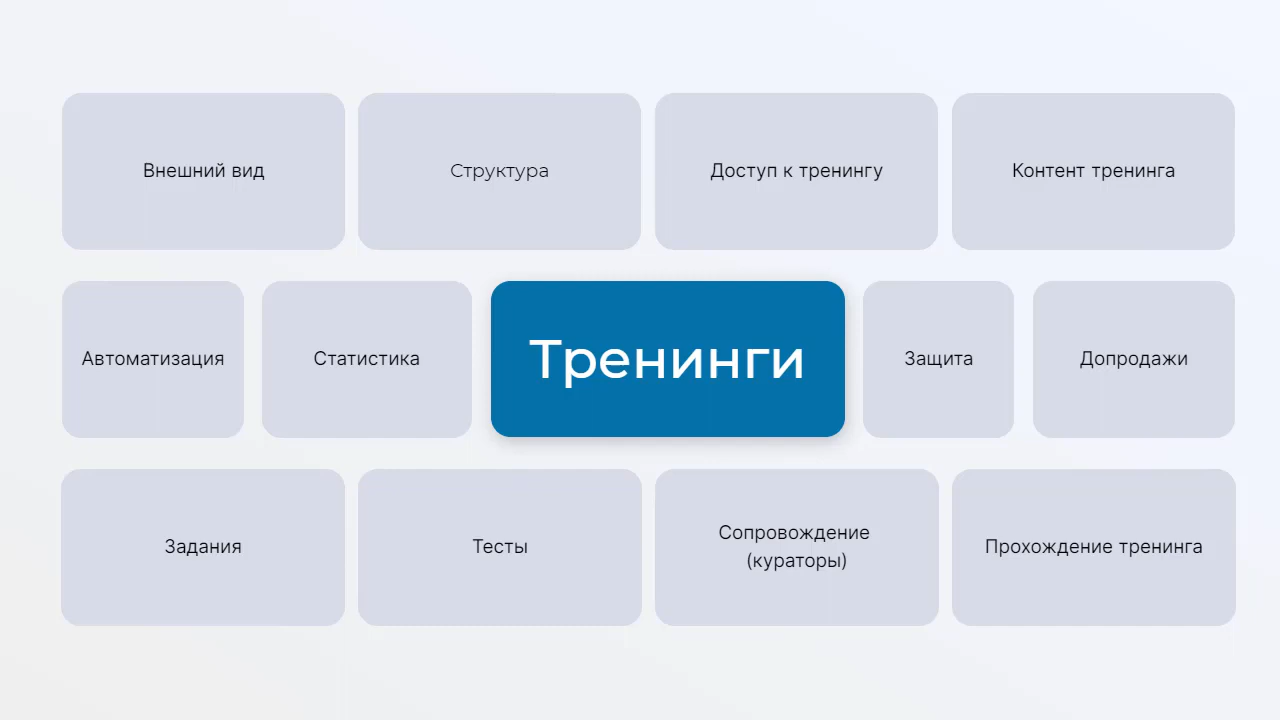 Внешний вид
Структура
Доступ к тренингу
Контент тренинга
Автоматизация
Статистика
Тренинги
Защита
Допродажи
Задания
Тесты
Сопровождение
(кураторы)
Прохождение тренинга